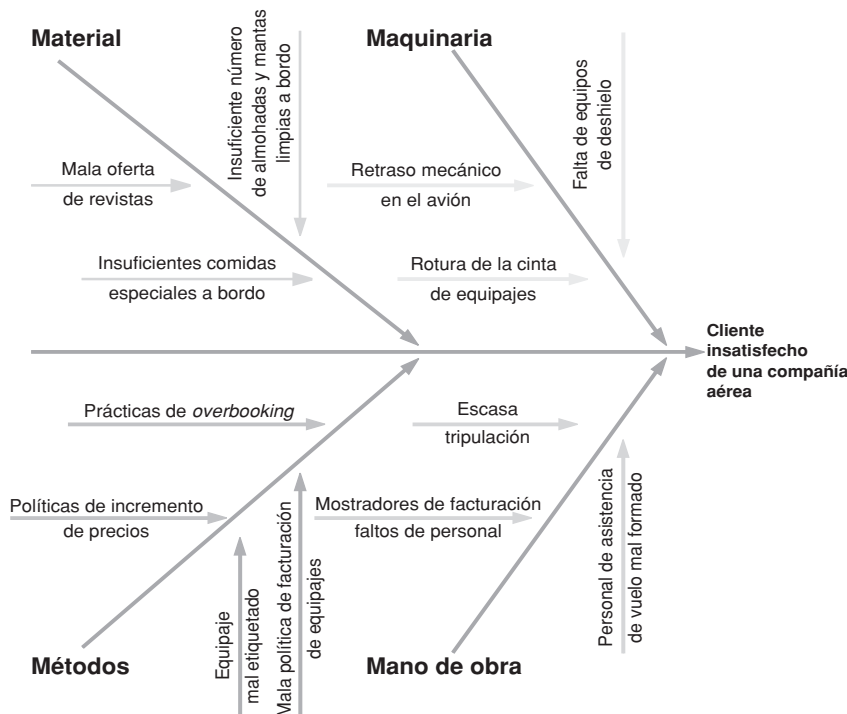 Material
Insuficiente número
de almohadas y mantas
limpias a bordo
Maquinaria
Falta de equipos
de deshielo
Mala oferta
de revistas
Retraso mecánico
en el avión
Insuficientes comidas
especiales a bordo
Rotura de la cinta
de equipajes
Cliente
insatisfecho
de una compañía
aérea
Prácticas de overbooking
Escasa
tripulación
Políticas de incremento
de precios
Mostradores de facturación
faltos de personal
Equipaje
mal etiquetado
Mala política de facturación
de equipajes
Personal de asistencia
de vuelo mal formado
Métodos
Mano de obra